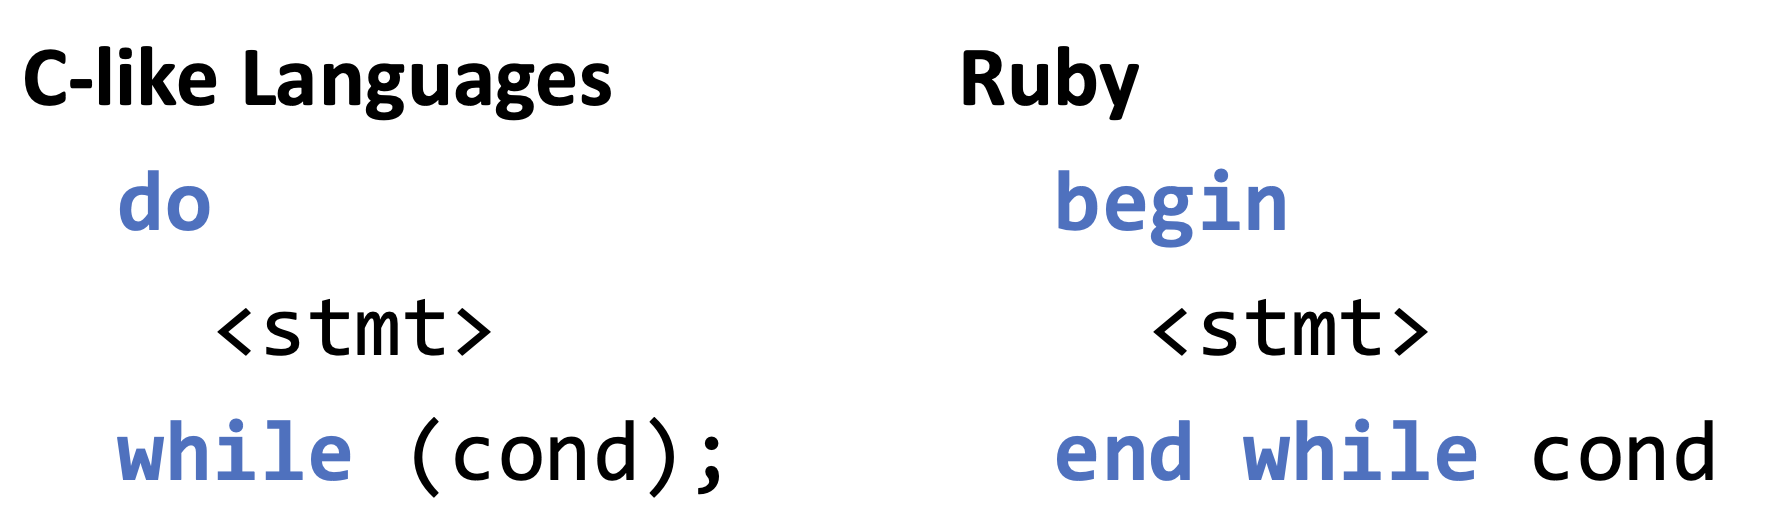 C-like Languages
do
<stmt>
while (cond);
Ruby
begin
<stmt>
end while cond